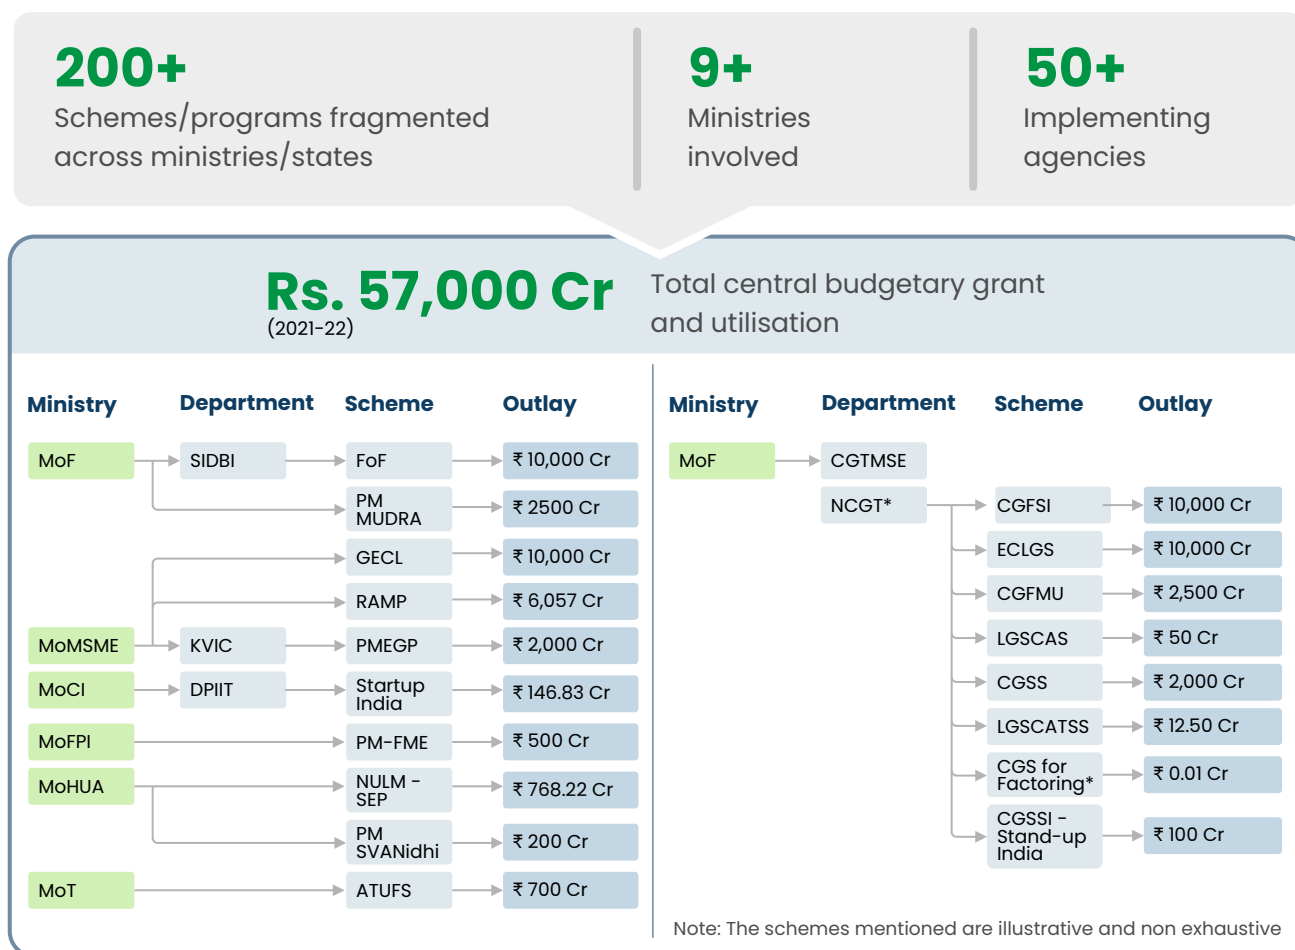 200+
Schemes/programs fragmented
across ministries/states
9+
Ministries
involved
50+
Implementing
agencies
Rs. 57,000 Cr
(2021-22)
Total central budgetary grant
and utilisation
Ministry Department Scheme Outlay
MoF SIDBI FoF ₹ 10,000 Cr
PM
MUDRA
₹ 2500 Cr
GECL ₹ 10,000 Cr
RAMP ₹ 6,057 Cr
MoMSME KVIC PMEGP ₹ 2,000 Cr
MoCI DPIIT Startup
India
₹ 146.83 Cr
MoFPI PM-FME ₹ 500 Cr
MoHUA NULM -
SEP
₹ 768.22 Cr
PM
SVANidhi
₹ 200 Cr
MoT ATUFS ₹ 700 Cr
Ministry Department Scheme Outlay
MoF CGTMSE
NCGT* CGFSI ₹ 10,000 Cr
ECLGS ₹ 10,000 Cr
CGFMU ₹ 2,500 Cr
LGSCAS ₹ 50 Cr
CGSS ₹ 2,000 Cr
LGSCATSS ₹ 12.50 Cr
CGS for
Factoring*
₹ 0.01 Cr
CGSSI -
Stand-up
India
₹ 100 Cr
Note: The schemes mentioned are illustrative and non exhaustive